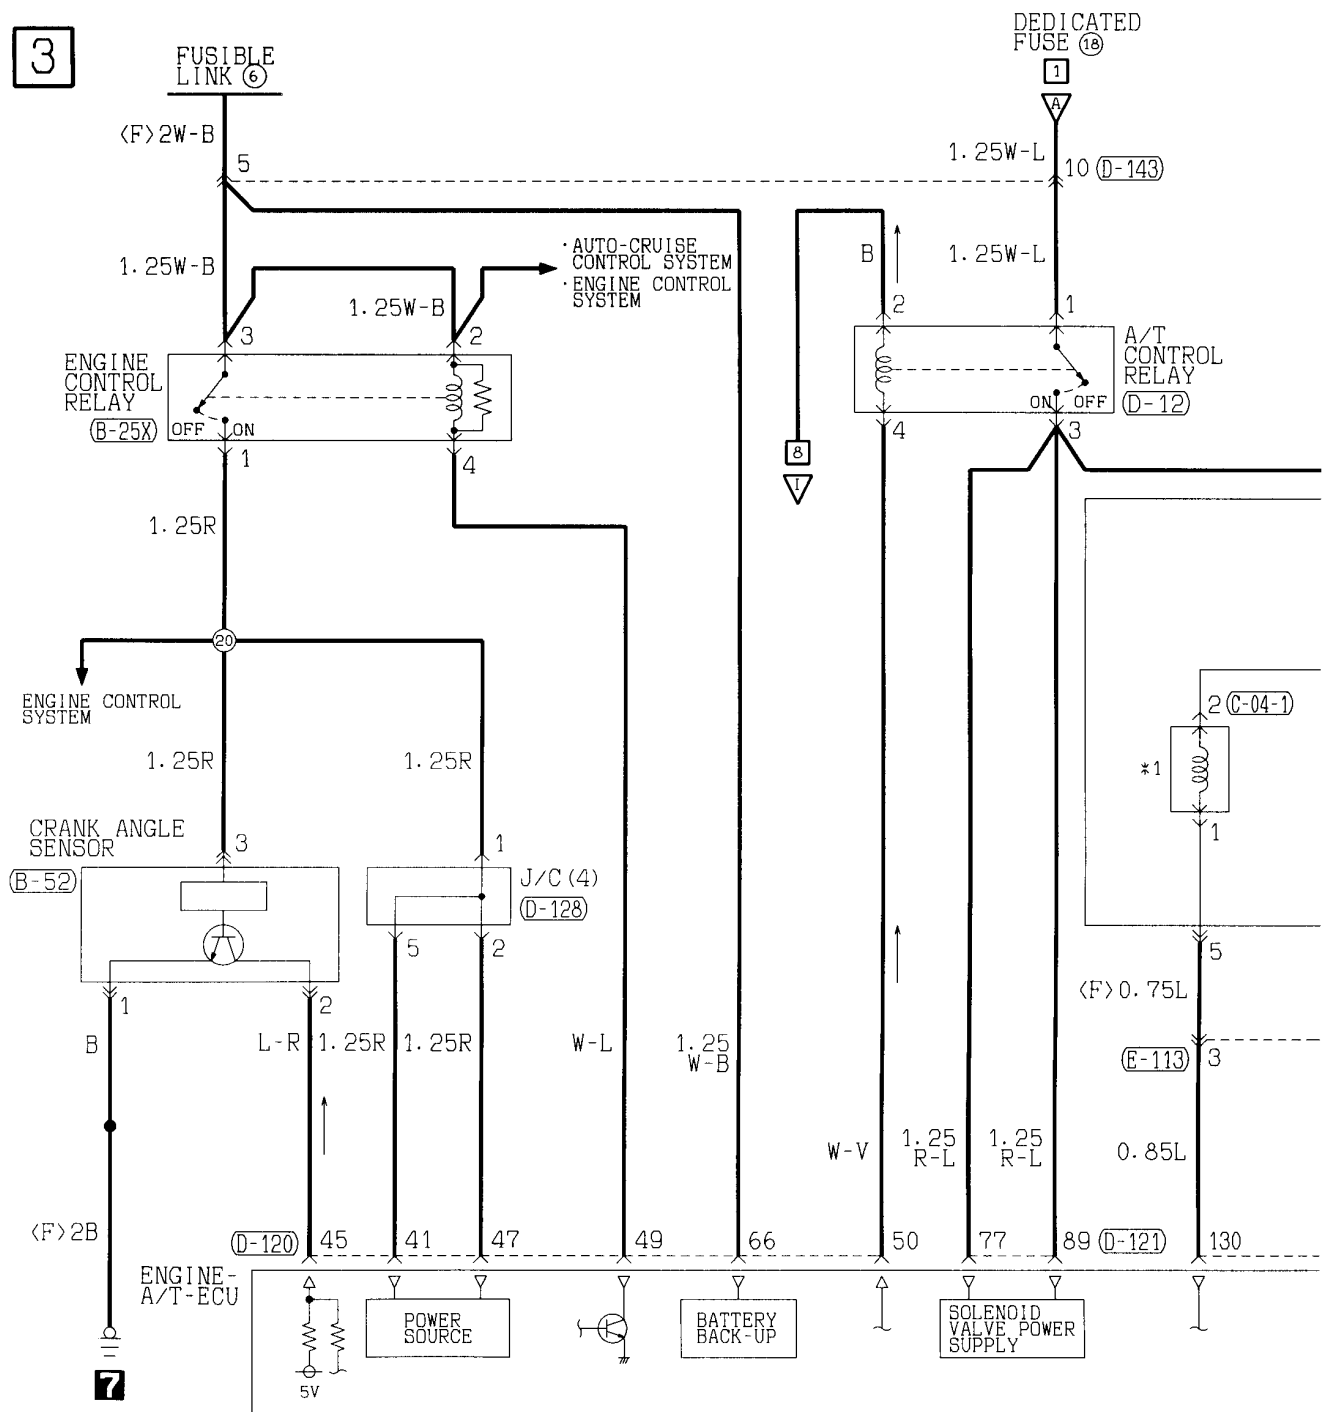 3
FUSIBLE
LINK ⑥
DEDICATED
FUSE ⑱
1
A
<F>2W-B
5
1.25W-L
10 (D-143)
1.25W-B
1.25W-B
·AUTO-CRUISE
CONTROL SYSTEM
·ENGINE CONTROL
SYSTEM
B
1.25W-L
3
2
2
1
ENGINE
CONTROL
RELAY
(B-25X)
OFF
ON
A/T
CONTROL
RELAY
(D-12)
ON
OFF
1
4
8
I
4
3
1.25R
⑳
ENGINE CONTROL
SYSTEM
2 (C-04-1)
*1
1
1.25R
1.25R
CRANK ANGLE
SENSOR
(B-52)
3
1
J/C(4)
(D-128)
1
2
5
2
5
<F>0.75L
B
L-R
1.25R
1.25R
W-L
1.25
W-B
(E-113)
3
W-V
1.25
R-L
1.25
R-L
0.85L
<F>2B
(D-120)
45
41
47
49
66
50
77
89 (D-121)
130
ENGINE-
A/T-ECU
POWER
SOURCE
BATTERY
BACK-UP
SOLENOID
VALVE POWER
SUPPLY
5V
7